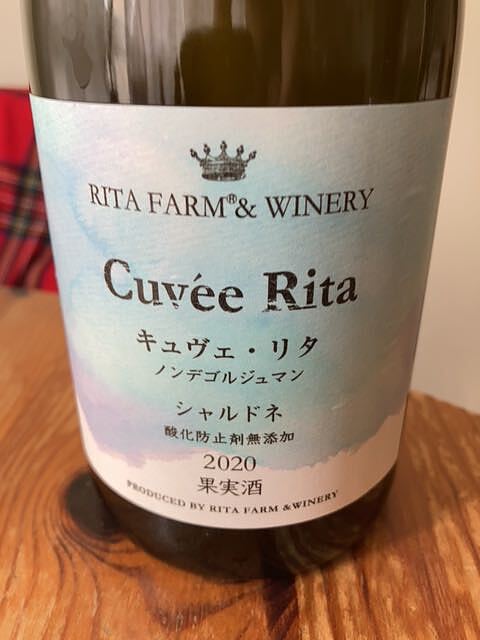 RITA FARM® & WINERY
Cuvée Rita
キュヴェ・リタ
ノンデゴルジュマン
シャルドネ
酸化防止剤無添加
2020
果実酒
PRODUCED BY RITA FARM & WINERY